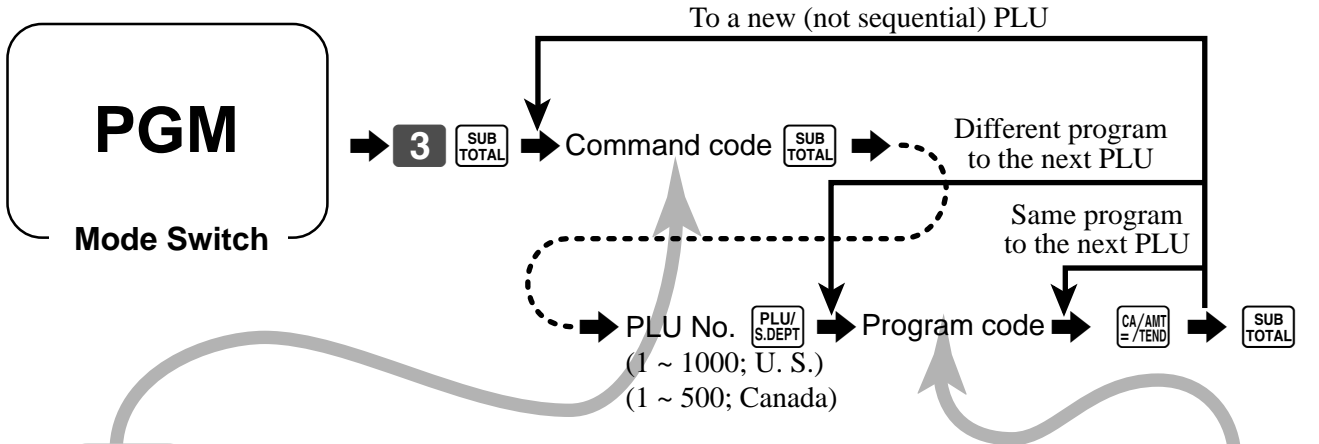 To a new (not sequential) PLU
PGM
Mode Switch
3 SUB TOTAL Command code SUB TOTAL
Different program
to the next PLU
Same program
to the next PLU
PLU No. PLU/ S.DEPT Program code CA/AMT = /TEND SUB TOTAL
(1 ~ 1000; U. S.)
(1 ~ 500; Canada)